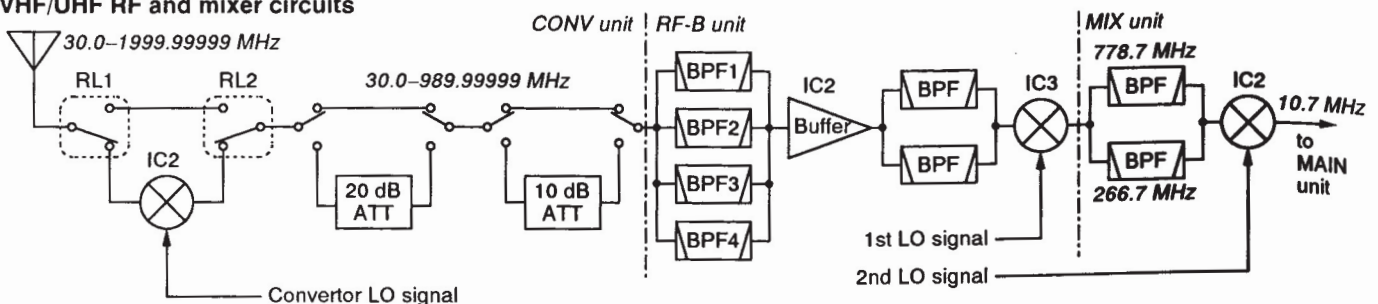 VHF/UHF RF and mixer circuits
CONV unit
RF-B unit
MIX unit
30.0–1999.99999 MHz
RL1
RL2
30.0–989.99999 MHz
IC2
20 dB
ATT
10 dB
ATT
Convertor LO signal
BPF1
BPF2
BPF3
BPF4
IC2
Buffer
BPF
BPF
IC3
1st LO signal
2nd LO signal
778.7 MHz
BPF
BPF
266.7 MHz
IC2
10.7 MHz
to
MAIN
unit